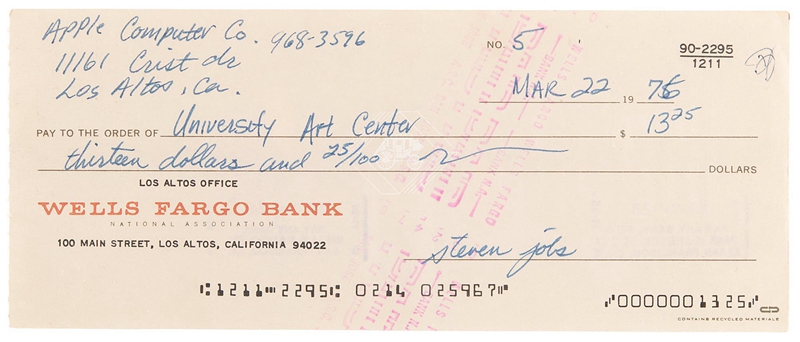 Apple Computer Co. 968-3596
11161 Crist dr
Los Altos, Ca.
NO. 5
90-2295
1211
MAR 22 19 76
PAY TO THE ORDER OF University Art Center $ 13 25
thirteen dollars and 25/100 DOLLARS
LOS ALTOS OFFICE
WELLS FARGO BANK
NATIONAL ASSOCIATION
100 MAIN STREET, LOS ALTOS, CALIFORNIA 94022
steven jobs
⑆1211⑉2295⑆ 0214 025967⑈
⑇0000001325⑇
CONTAINS RECYCLED MATERIALS